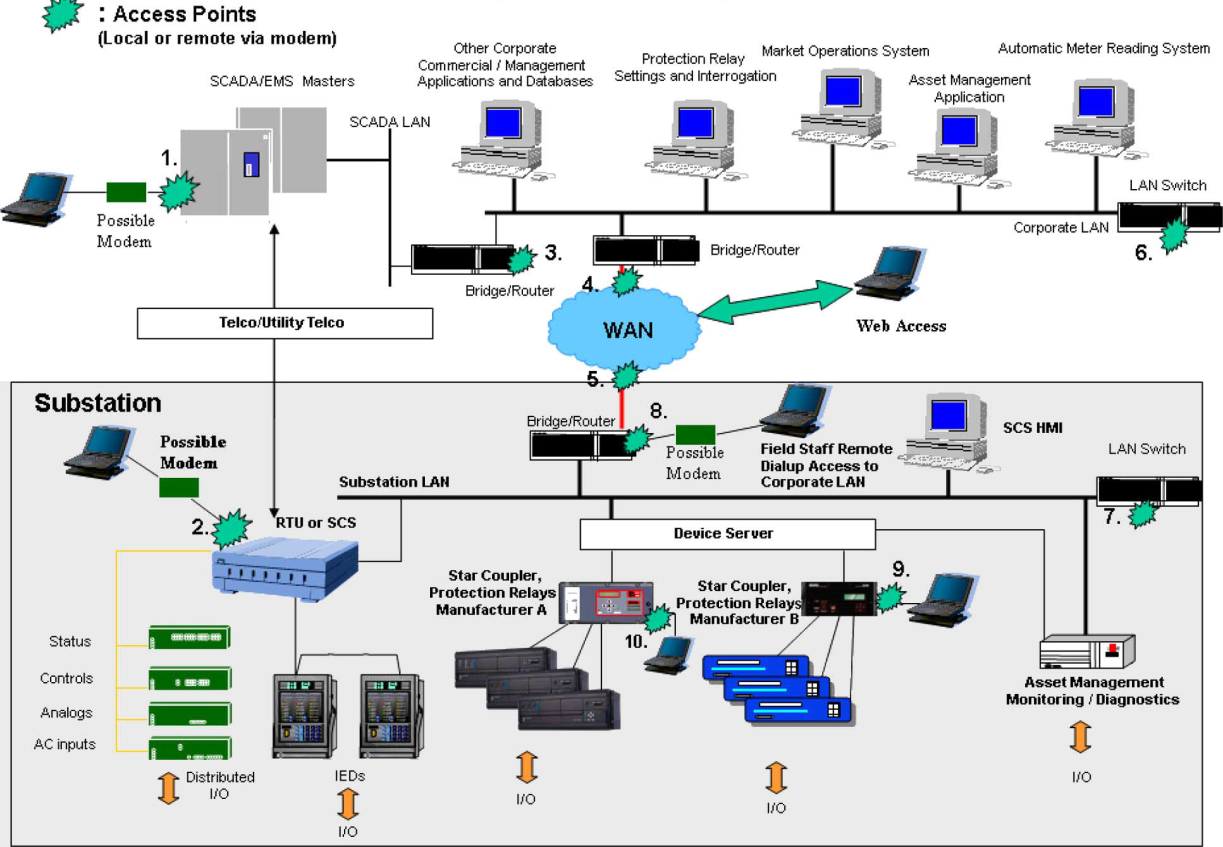 : Access Points
(Local or remote via modem)
SCADA/EMS Masters
Other Corporate
Commercial / Management
Applications and Databases
Protection Relay
Settings and Interrogation
Market Operations System
Asset Management
Application
Automatic Meter Reading System
SCADA LAN
1.
Possible
Modem
LAN Switch
Corporate LAN
6.
Bridge/Router
3.
Bridge/Router
4.
WAN
Web Access
Telco/Utility Telco
5.
Substation
Possible
Modem
2.
RTU or SCS
Bridge/Router
8.
Possible
Modem
Field Staff Remote
Dialup Access to
Corporate LAN
SCS HMI
LAN Switch
7.
Substation LAN
Device Server
Star Coupler,
Protection Relays
Manufacturer A
10.
Star Coupler,
Protection Relays
Manufacturer B
9.
Status
Controls
Analogs
AC inputs
Distributed
I/O
IEDs
I/O
I/O
I/O
Asset Management
Monitoring / Diagnostics
I/O